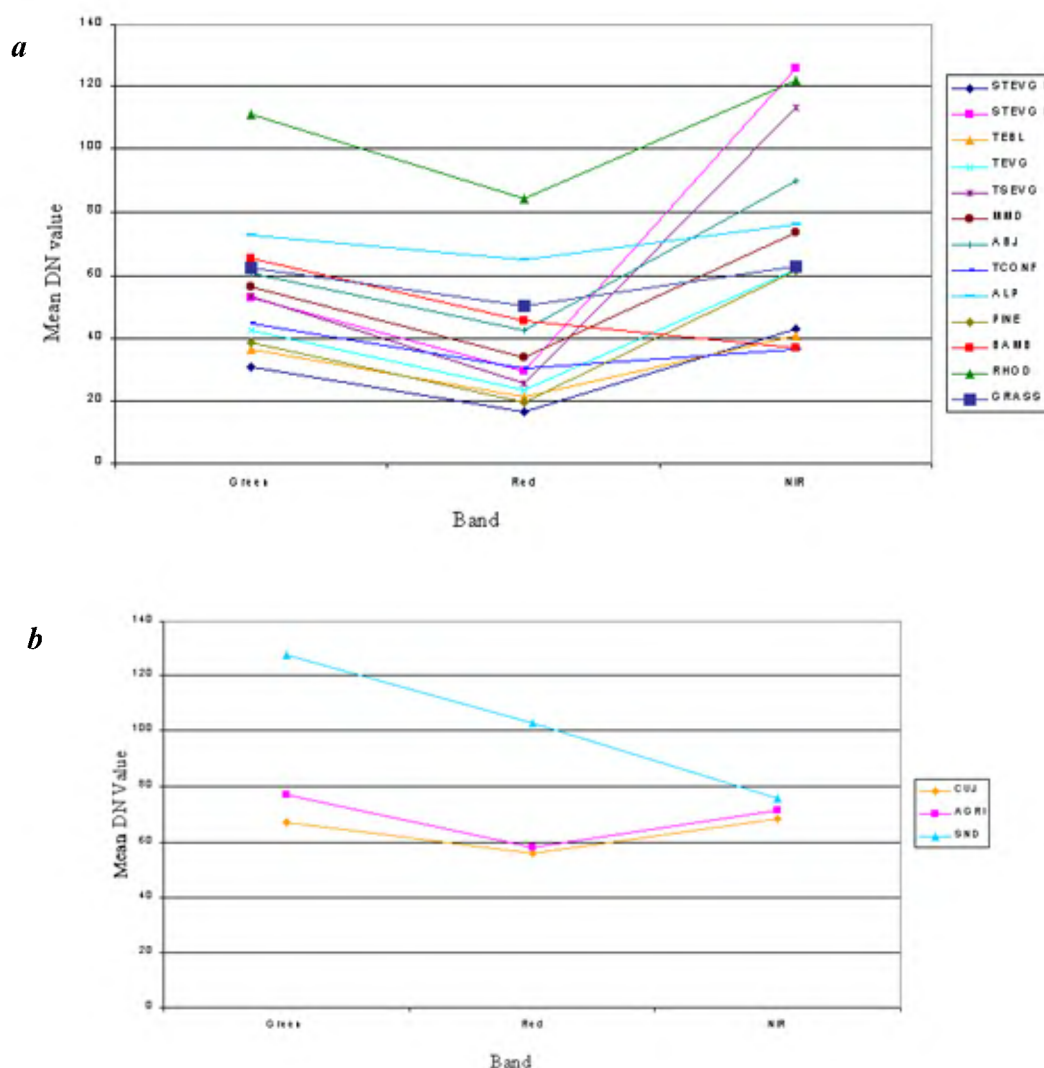 a
140
120
100
80
60
40
20
0
Mean DN value
Green
Red
NIR
Band
STEVG
STEVG
TEBL
TEVG
TSEVG
MMD
ABJ
TCONF
ALP
PINE
BAMB
RHOD
GRASS
b
140
120
100
80
60
40
20
0
Mean DN Value
Green
Red
NIR
Band
CUJ
AGRI
SND